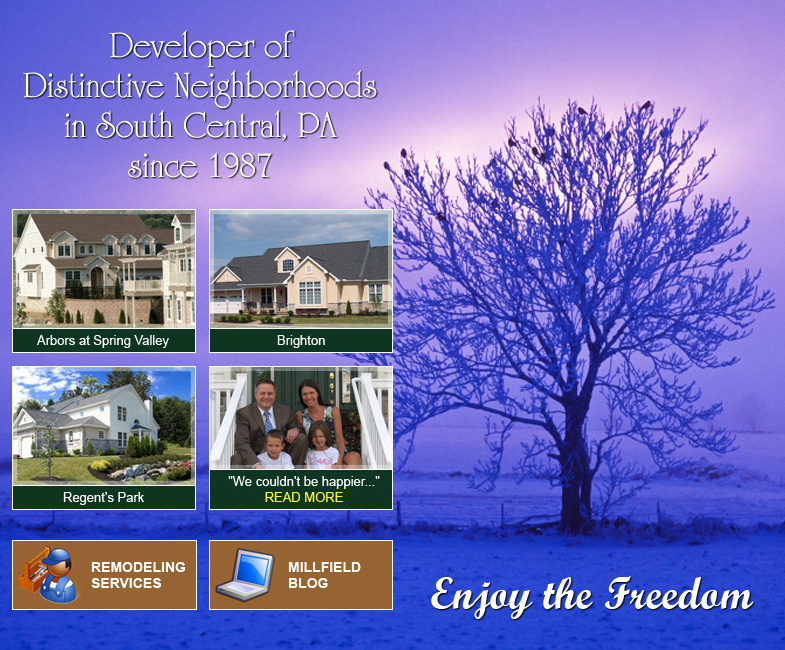 Developer of
Distinctive Neighborhoods
in South Central, PA
since 1987
Arbors at Spring Valley
Brighton
Regent's Park
"We couldn't be happier..."
READ MORE
REMODELING
SERVICES
MILLFIELD
BLOG
Enjoy the Freedom